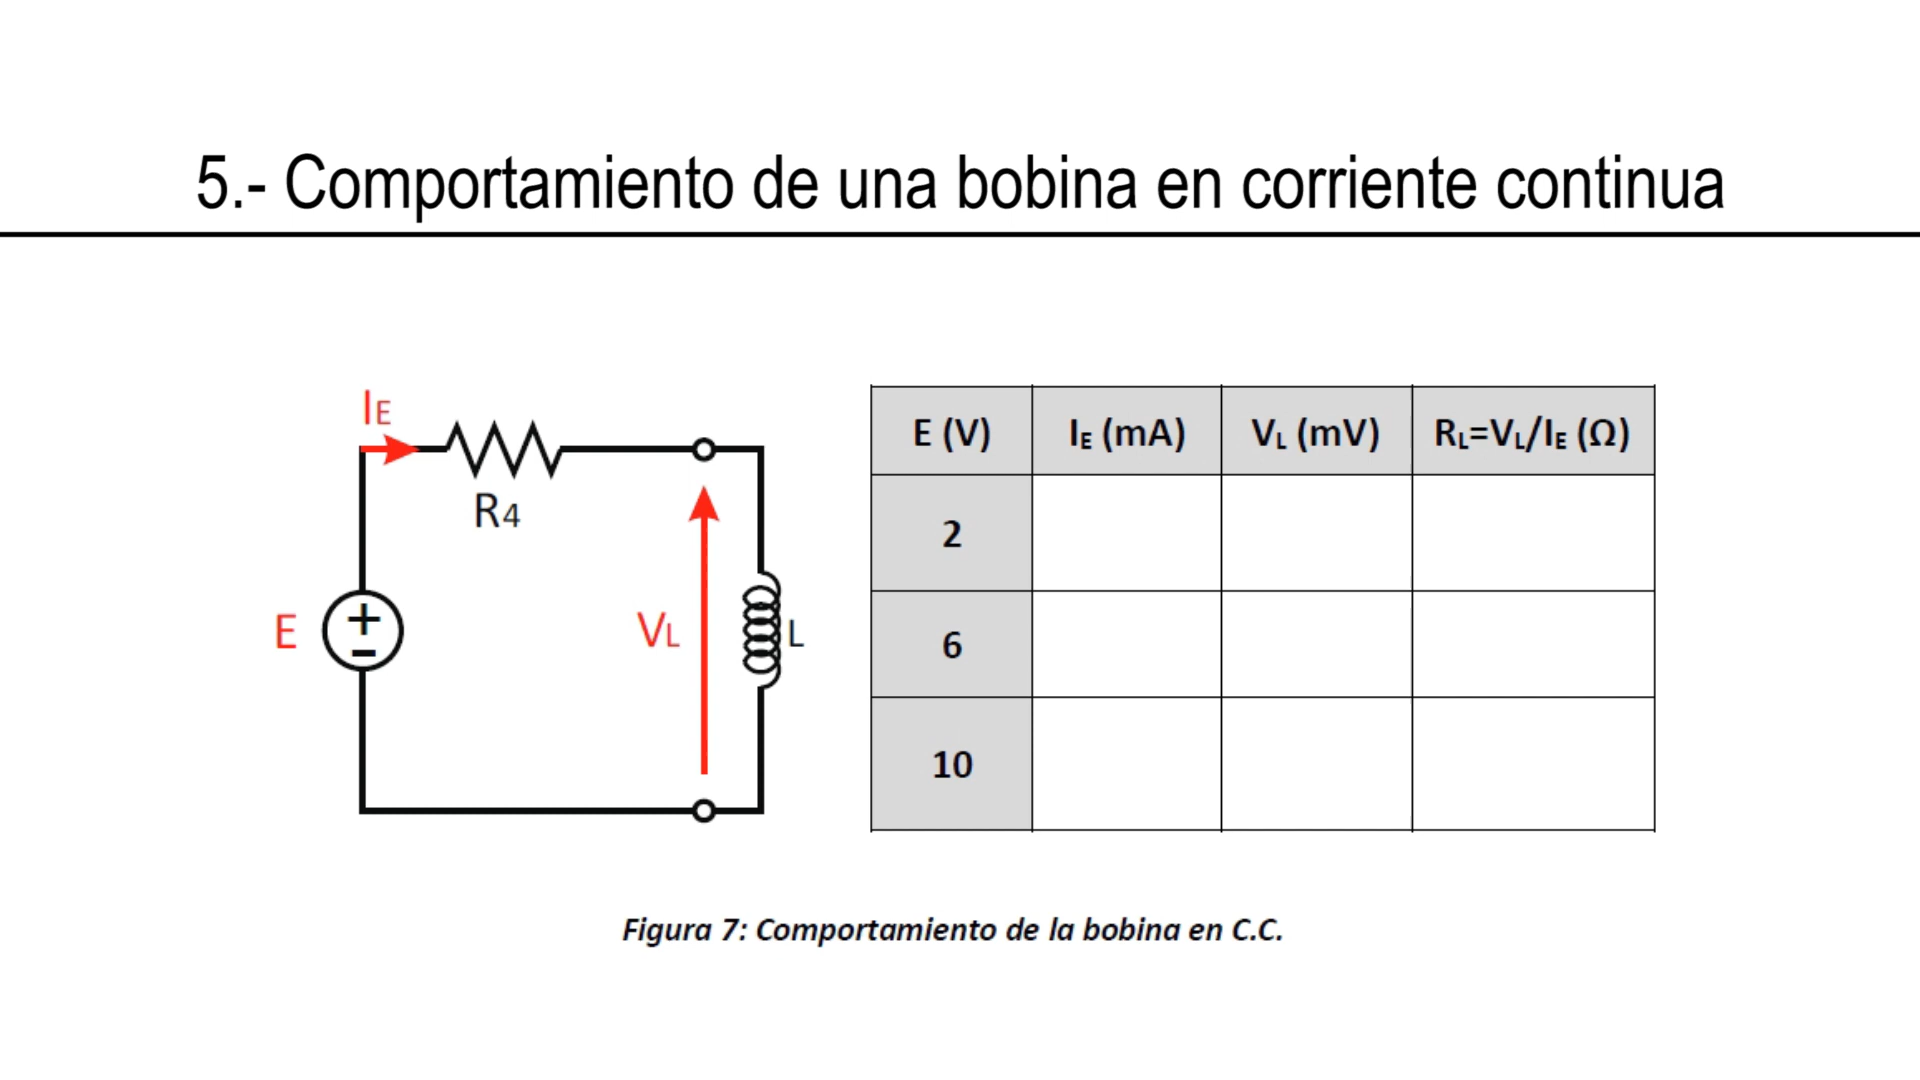 5.- Comportamiento de una bobina en corriente continua
IE
R4
E
+
-
VL
L
E (V) IE (mA) VL (mV) RL=VL/IE (Ω)
2
6
10
Figura 7: Comportamiento de la bobina en C.C.